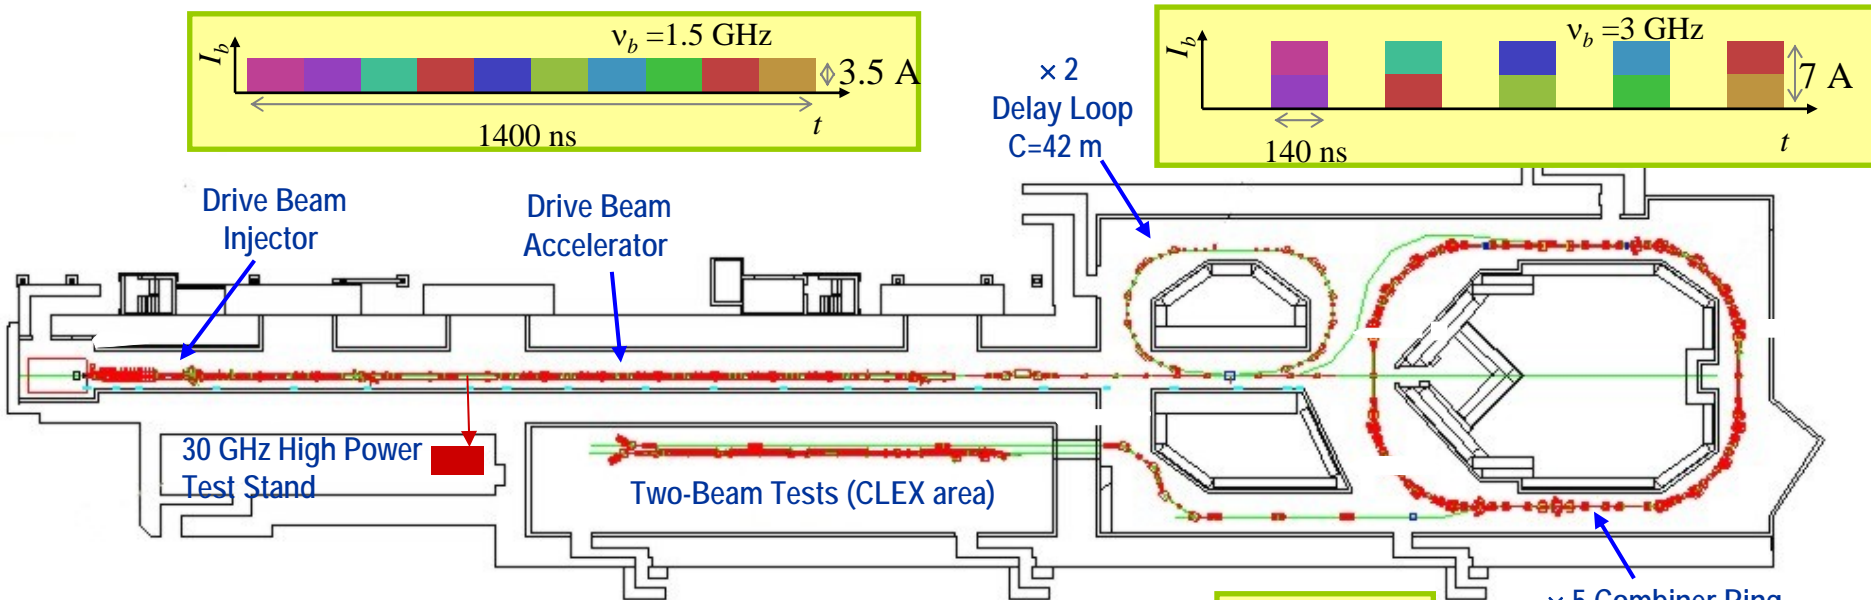 ν_b =1.5 GHz
I_b
3.5 A
1400 ns
t
ν_b =3 GHz
I_b
7 A
140 ns
t
× 2
Delay Loop
C=42 m
Drive Beam
Injector
Drive Beam
Accelerator
30 GHz High Power
Test Stand
Two-Beam Tests (CLEX area)
× 5 Combiner Ring